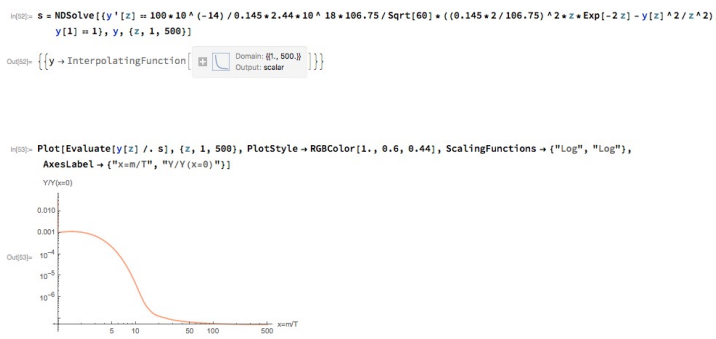 In[52]:= s = NDSolve[{y'[z] == 100*10^(-14)/0.145*2.44*10^18*106.75/Sqrt[60]*((0.145*2/106.75)^2*z*Exp[-2 z] - y[z]^2/z^2)
y[1] == 1}, y, {z, 1, 500}]
Out[52]= {{y → InterpolatingFunction[ Domain: {{1., 500.}}
Output: scalar ]}}
In[53]:= Plot[Evaluate[y[z] /. s], {z, 1, 500}, PlotStyle → RGBColor[1., 0.6, 0.44], ScalingFunctions → {"Log", "Log"},
AxesLabel → {"x=m/T", "Y/Y(x=0)"}]
Y/Y(x=0)
0.010
0.001
Out[53]= 10^-4
10^-5
10^-6
5 10 50 100 500 x=m/T